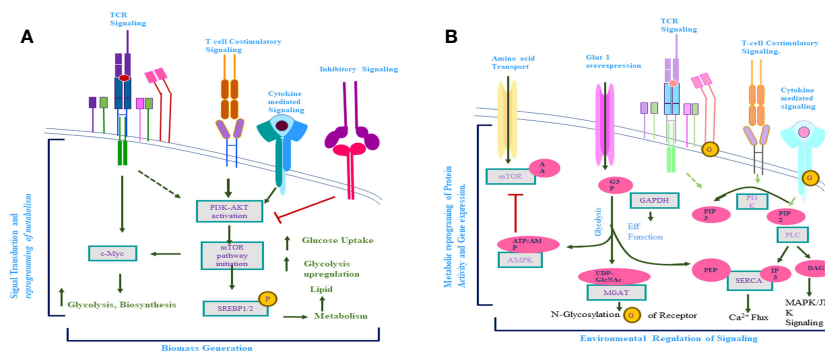 A
TCR
Signaling
T-cell Costimulatory
Signaling
Cytokine
mediated
Signaling
Inhibitory Signaling
Signal Transduction and
reprogramming of metabolism
PI3K-AKT
activation
c-Myc
mTOR
pathway
initiation
Glucose Uptake
Glycolysis
upregulation
Glycolysis, Biosynthesis
SREBP1/2
P
Lipid
Metabolism
Biomass Generation
B
Amino acid
Transport
Glut 1
overexpression
TCR
Signaling
T-cell Costimulatory
Signaling.
Cytokine
mediated
signaling
Metabolic reprograming of Protein
Activity and Gene expression.
G
G
mTOR
A
A
G3
P
GAPDH
Glycolysis
Eff
Function
PIP
3
PI3
K
PIP
2
PLC
ATP:AM
P
AMPK
UDP-
GlcNAc
MGAT
PEP
SERCA
IP
3
DAG
N-Glycosylation G of Receptor
Ca2+ Flux
MAPK/J
K
Signaling
Environmental Regulation of Signaling